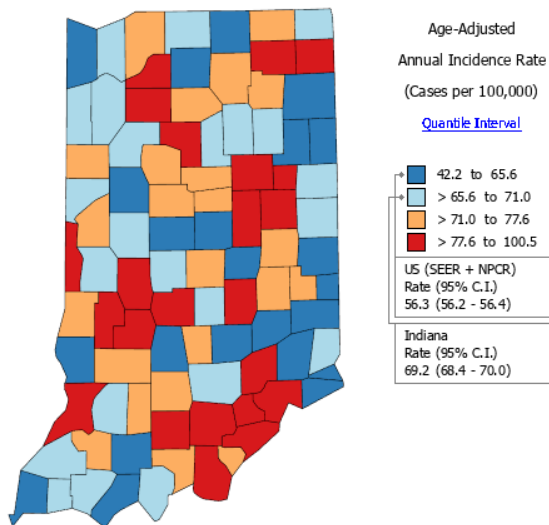 Age-Adjusted
Annual Incidence Rate
(Cases per 100,000)
Quantile Interval
42.2 to 65.6
> 65.6 to 71.0
> 71.0 to 77.6
> 77.6 to 100.5
US (SEER + NPCR)
Rate (95% C.I.)
56.3 (56.2 - 56.4)
Indiana
Rate (95% C.I.)
69.2 (68.4 - 70.0)